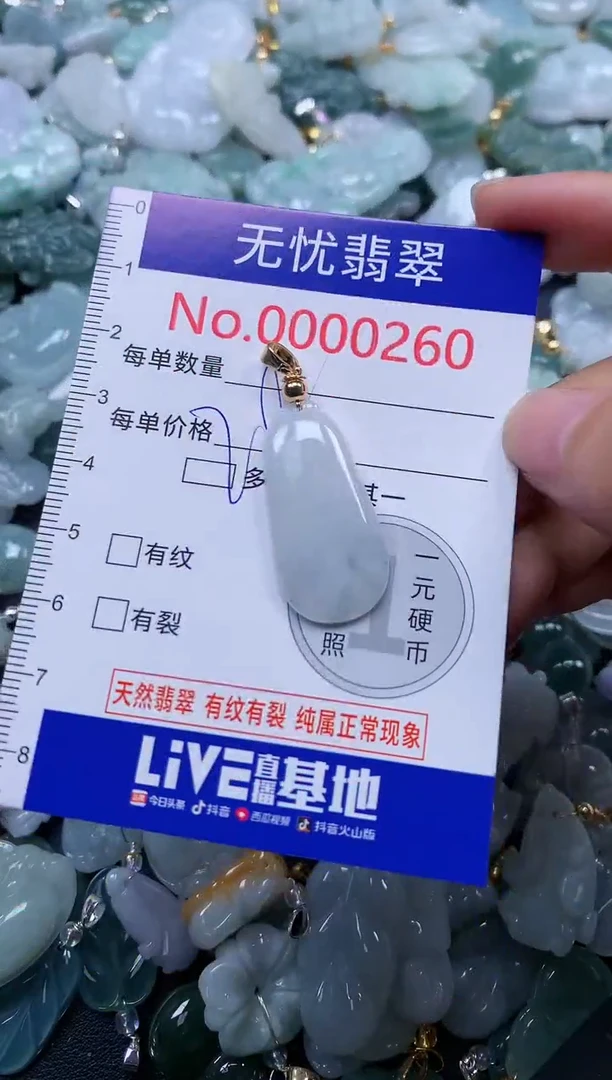 0
1
2
3
4
5
6
7
8
无忧翡翠
No.0000260
每单数量
每单价格
多 其一
一元硬币
有纹
有裂
照
天然翡翠 有纹有裂 纯属正常现象
LiVE直播基地
今日头条 抖音 西瓜视频 抖音火山版